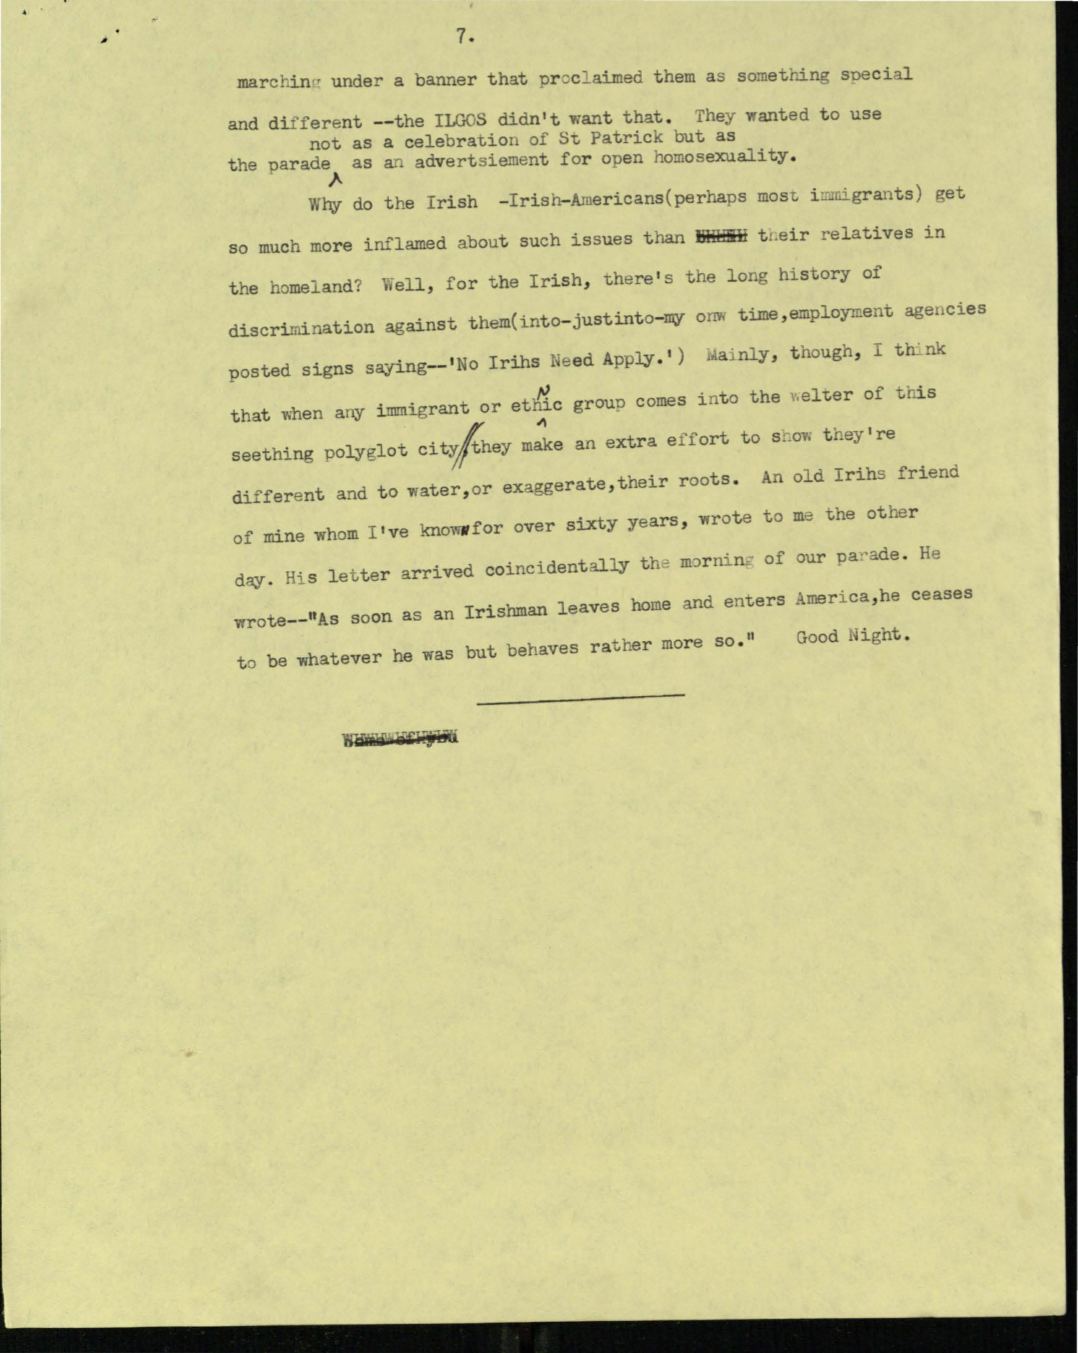 7.
marching under a banner that proclaimed them as something special
and different --the ILGOS didn't want that.  They wanted to use
not as a celebration of St Patrick but as
the parade as an advertsiement for open homosexuality.
Why do the Irish -Irish-Americans(perhaps most immigrants) get
so much more inflamed about such issues than their relatives in
the homeland? Well, for the Irish, there's the long history of
discrimination against them(into-justinto-my onw time,employment agencies
posted signs saying--'No Irihs Need Apply.') Mainly, though, I think
N
that when any immigrant or ethic group comes into the welter of this
seething polyglot city, they make an extra effort to show they're
different and to water,or exaggerate,their roots. An old Irihs friend
of mine whom I've know for over sixty years, wrote to me the other
day. His letter arrived coincidentally the morning of our parade. He
wrote--"As soon as an Irishman leaves home and enters America,he ceases
to be whatever he was but behaves rather more so." Good Night.